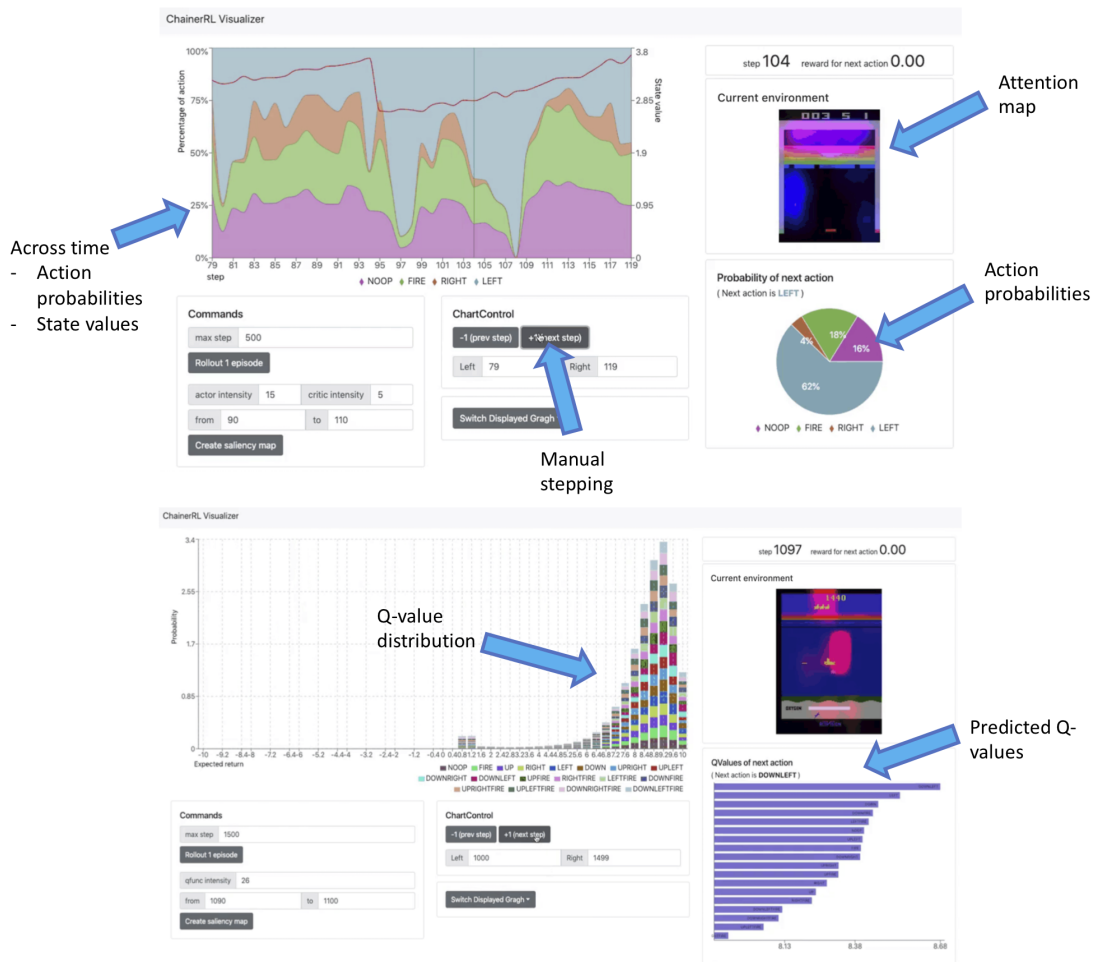 ChainerRL Visualizer
100%
75%
50%
25%
0%
Percentage of action
3.8
2.85
1.9
0.95
0
State value
79 81 83 85 87 89 91 93 95 97 99 101 103 105 107 109 111 113 115 117 119
step
NOOP FIRE RIGHT LEFT
step 104 reward for next action 0.00
Current environment
003 5 1
Attention
map
Across time
- Action
probabilities
- State values
Probability of next action
( Next action is LEFT )
4%
18%
16%
62%
NOOP FIRE RIGHT LEFT
Action
probabilities
Commands
max step 500
Rollout 1 episode
actor intensity 15 critic intensity 5
from 90 to 110
Create saliency map
ChartControl
-1 (prev step) +1 (next step)
Left 79 Right 119
Switch Displayed Gragh
Manual
stepping
ChainerRL Visualizer
3.4
2.55
1.7
0.85
0
Probability
Expected return
Q-value
distribution
NOOP FIRE UP RIGHT LEFT DOWN UPRIGHT UPLEFT
DOWNRIGHT DOWNLEFT UPFIRE RIGHTFIRE LEFTFIRE DOWNFIRE
UPRIGHTFIRE UPLEFTFIRE DOWNRIGHTFIRE DOWNLEFTFIRE
step 1097 reward for next action 0.00
Current environment
1440
Predicted Q-
values
QValues of next action
( Next action is DOWNLEFT )
8.13 8.38 8.68
Commands
max step 1500
Rollout 1 episode
qfunc intensity 26
from 1090 to 1100
Create saliency map
ChartControl
-1 (prev step) +1 (next step)
Left 1000 Right 1499
Switch Displayed Gragh